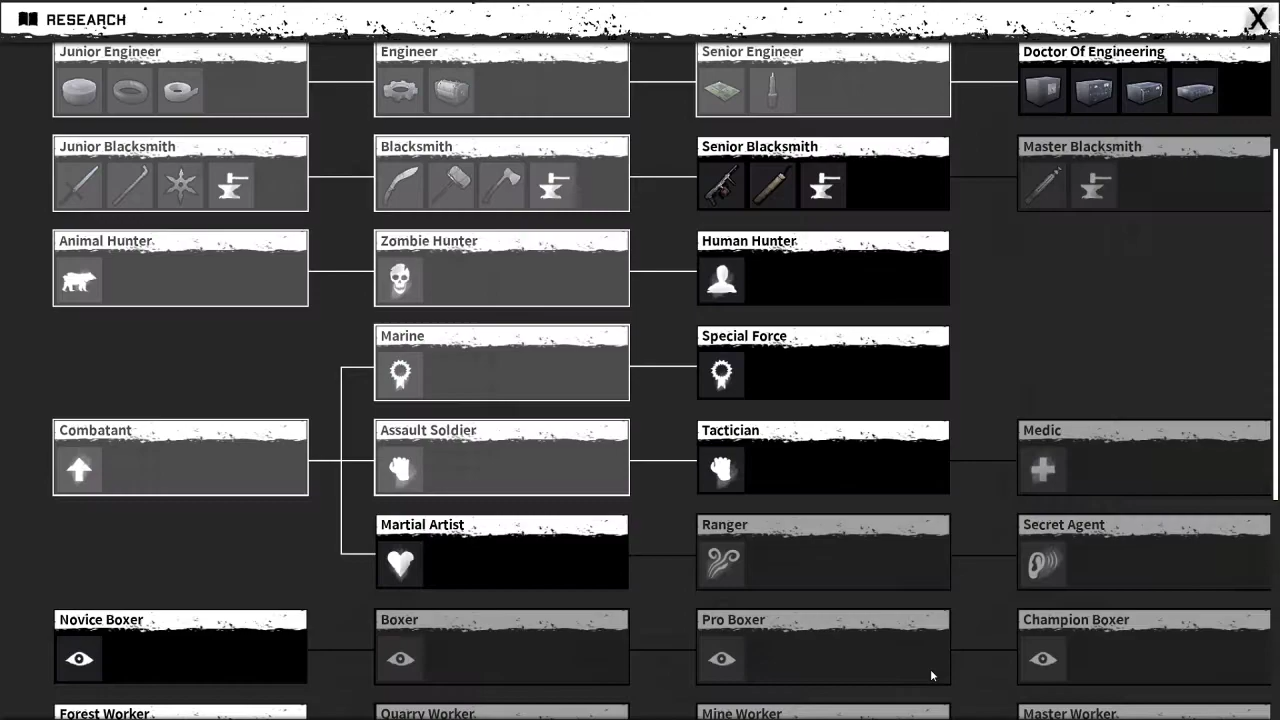 RESEARCH
X
Junior Engineer
Engineer
Senior Engineer
Doctor Of Engineering
Junior Blacksmith
Blacksmith
Senior Blacksmith
Master Blacksmith
Animal Hunter
Zombie Hunter
Human Hunter
Marine
Special Force
Combatant
Assault Soldier
Tactician
Medic
Martial Artist
Ranger
Secret Agent
Novice Boxer
Boxer
Pro Boxer
Champion Boxer
Forest Worker
Quarry Worker
Mine Worker
Master Worker